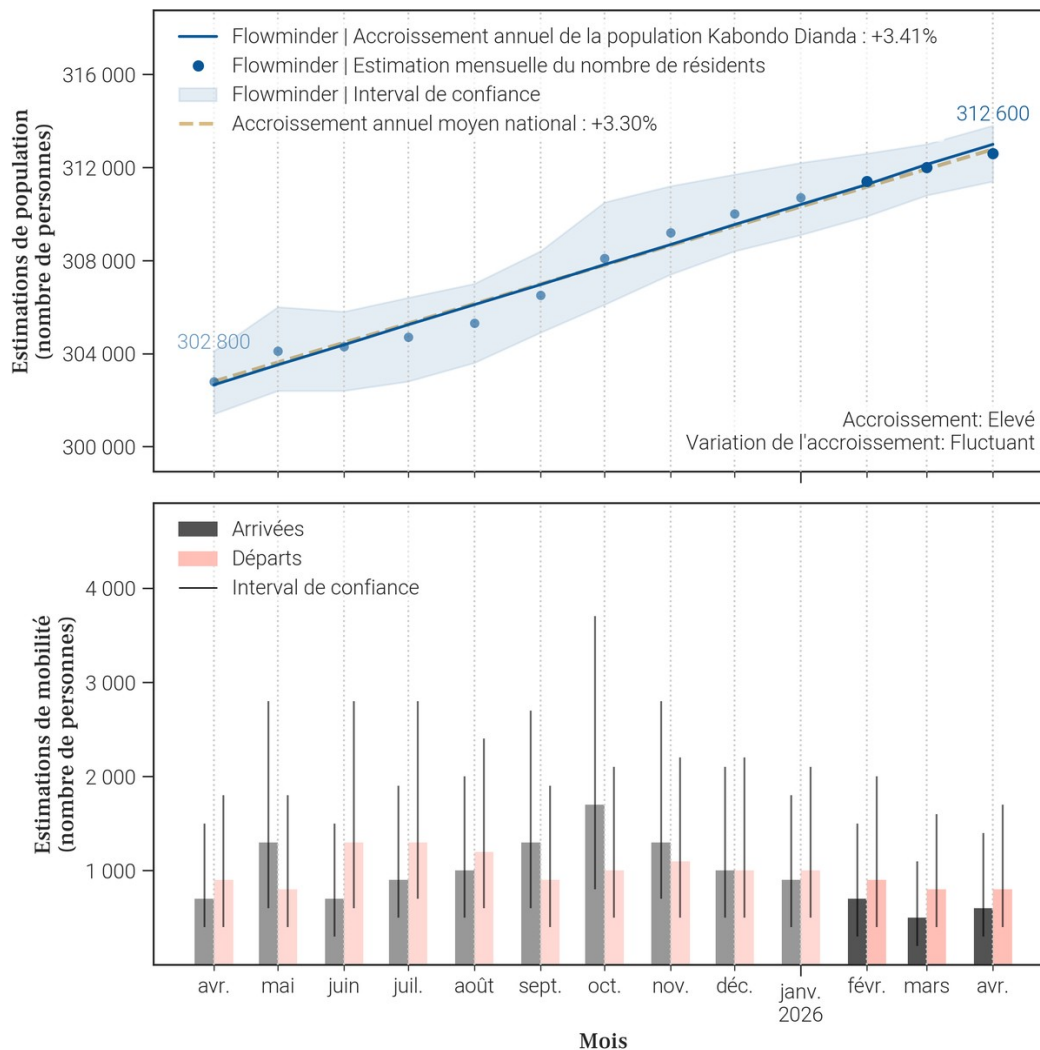 Flowminder | Accroissement annuel de la population Kabondo Dianda : +3.41%
Flowminder | Estimation mensuelle du nombre de résidents
Flowminder | Interval de confiance
Accroissement annuel moyen national : +3.30%
Estimations de population
(nombre de personnes)
316 000
312 000
308 000
304 000
300 000
302 800
312 600
Accroissement: Elevé
Variation de l'accroissement: Fluctuant
Arrivées
Départs
Interval de confiance
Estimations de mobilité
(nombre de personnes)
4 000
3 000
2 000
1 000
avr. mai juin juil. août sept. oct. nov. déc. janv. févr. mars avr.
2026
Mois